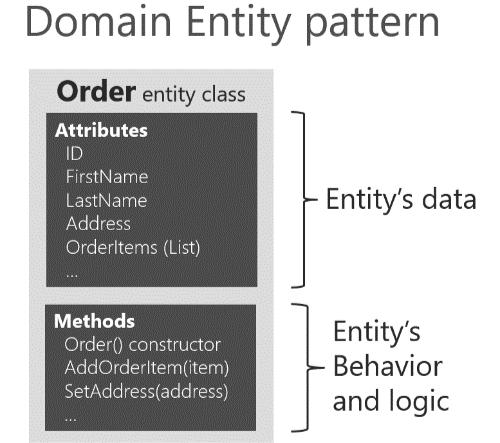 Domain Entity pattern
Order entity class
Attributes
ID
FirstName
LastName
Address
OrderItems (List)
...
Entity's data
Methods
Order() constructor
AddOrderItem(item)
SetAddress(address)
...
Entity's
Behavior
and logic